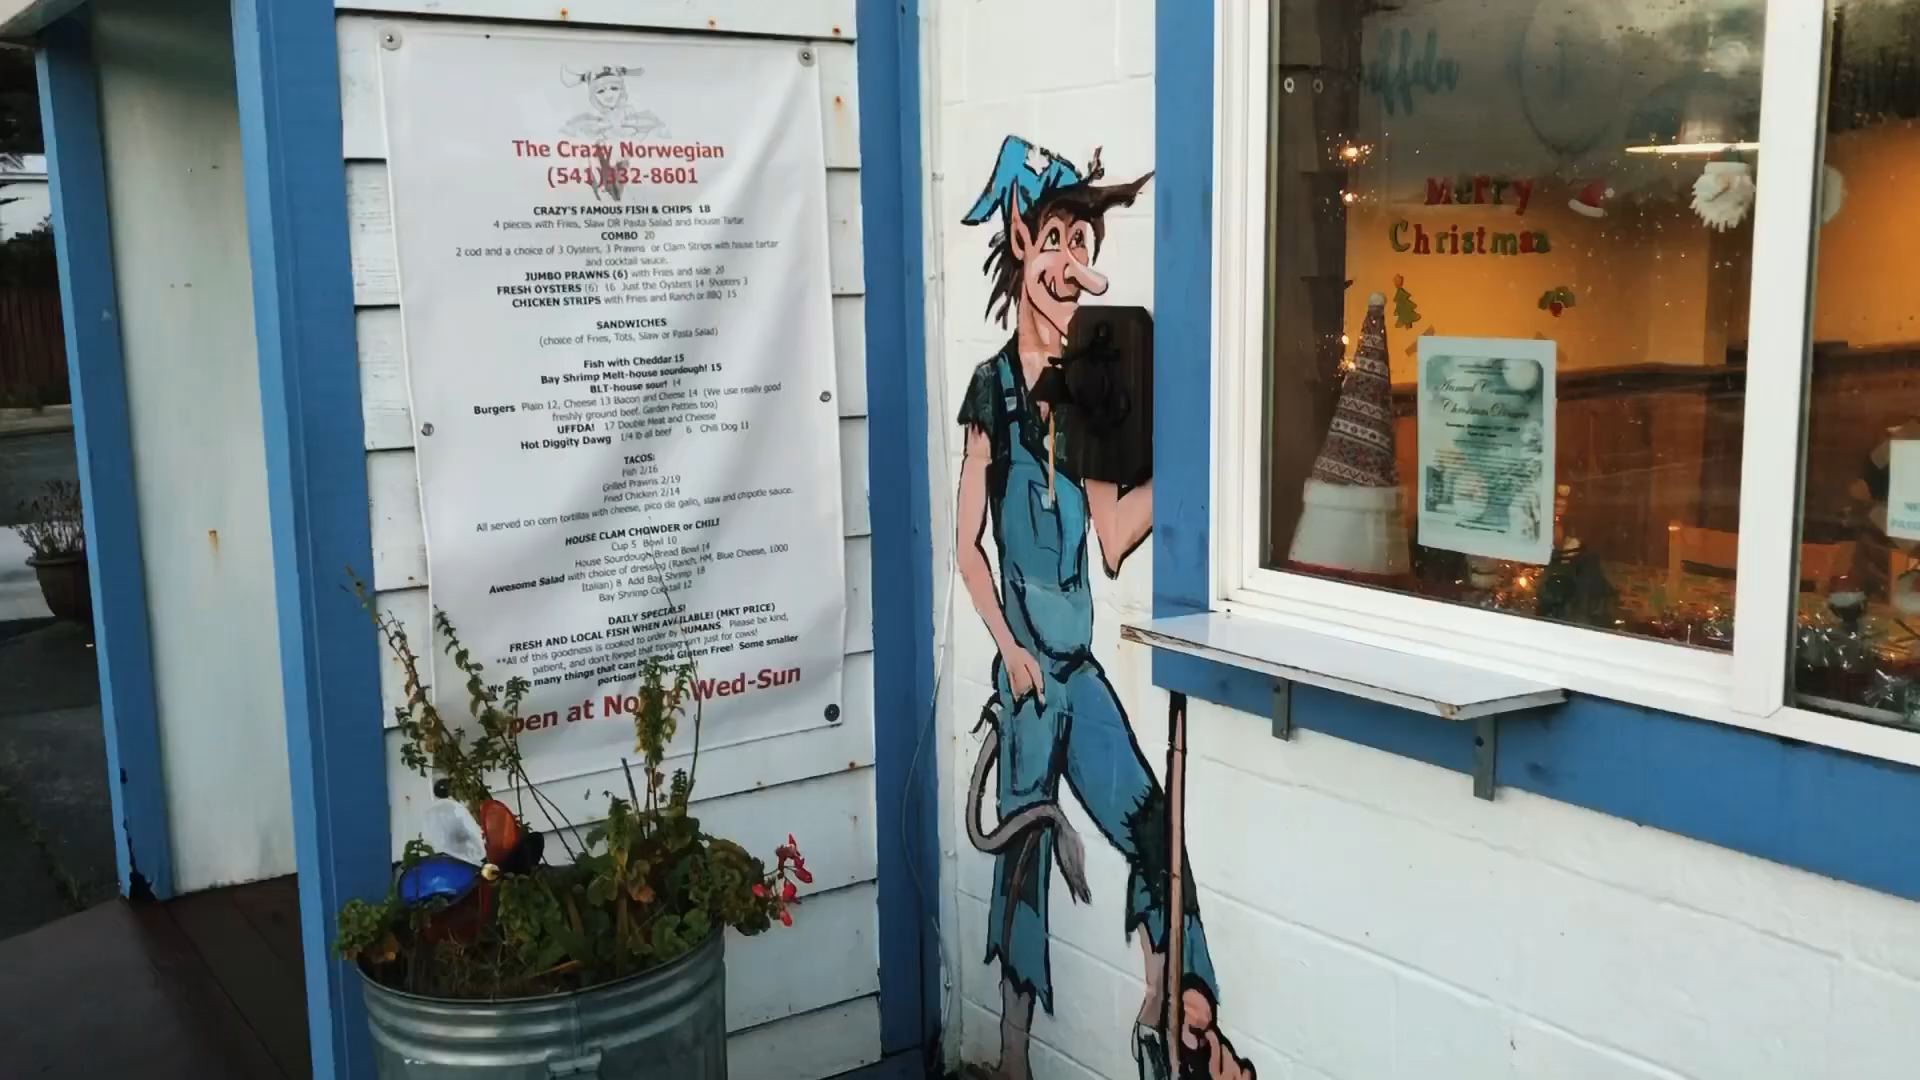 The Crazy Norwegian
(541)332-8601
CRAZY'S FAMOUS FISH & CHIPS 18
4 pieces with Fries, Slaw OR Pasta Salad and house Tartar
COMBO 20
2 cod and a choice of 3 Oysters, 3 Prawns or Clam Strips with house tartar
and cocktail sauce.
JUMBO PRAWNS (6) with Fries and side 20
FRESH OYSTERS (6) 16 Just the Oysters 14 Shooters 3
CHICKEN STRIPS with Fries and Ranch or BBQ 15
SANDWICHES
(choice of Fries, Tots, Slaw or Pasta Salad)
Fish with Cheddar 15
Bay Shrimp Melt-house sourdough! 15
BLT-house sour! 14
Burgers Plain 12, Cheese 13 Bacon and Cheese 14 (We use really good
freshly ground beef. Garden Patties too)
UFFDA! 17 Double Meat and Cheese
Hot Diggity Dawg 1/4 lb all beef 6 Chili Dog 11
TACOS:
Fish 2/16
Grilled Prawns 2/19
Fried Chicken 2/14
All served on corn tortillas with cheese, pico de gallo, slaw and chipotle sauce.
HOUSE CLAM CHOWDER or CHILI
Cup 5 Bowl 10
House Sourdough Bread Bowl 14
Awesome Salad with choice of dressing (Ranch, HM, Blue Cheese, 1000
Italian) 8 Add Bay Shrimp 18
Bay Shrimp Cocktail 12
DAILY SPECIALS!
FRESH AND LOCAL FISH WHEN AVAILABLE! (MKT PRICE)
**All of this goodness is cooked to order by HUMANS. Please be kind,
patient, and don't forget that tipping isn't just for cows!
We have many things that can be made Gluten Free! Some smaller
portions
Open at Noon Wed-Sun
Merry
Christmas
Annual Community
Christmas Dinner